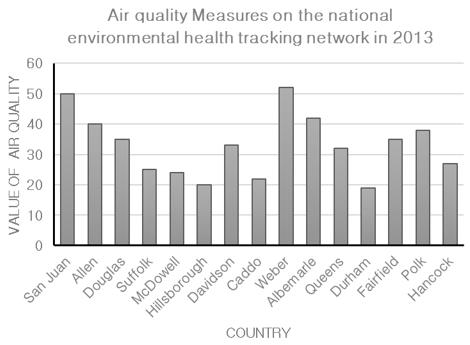 Air quality Measures on the national
environmental health tracking network in 2013
VALUE OF AIR QUALITY
60
50
40
30
20
10
0
San Juan
Allen
Douglas
Suffolk
McDowell
Hillsborough
Davidson
Caddo
Weber
Albemarle
Queens
Durham
Fairfield
Polk
Hancock
COUNTRY